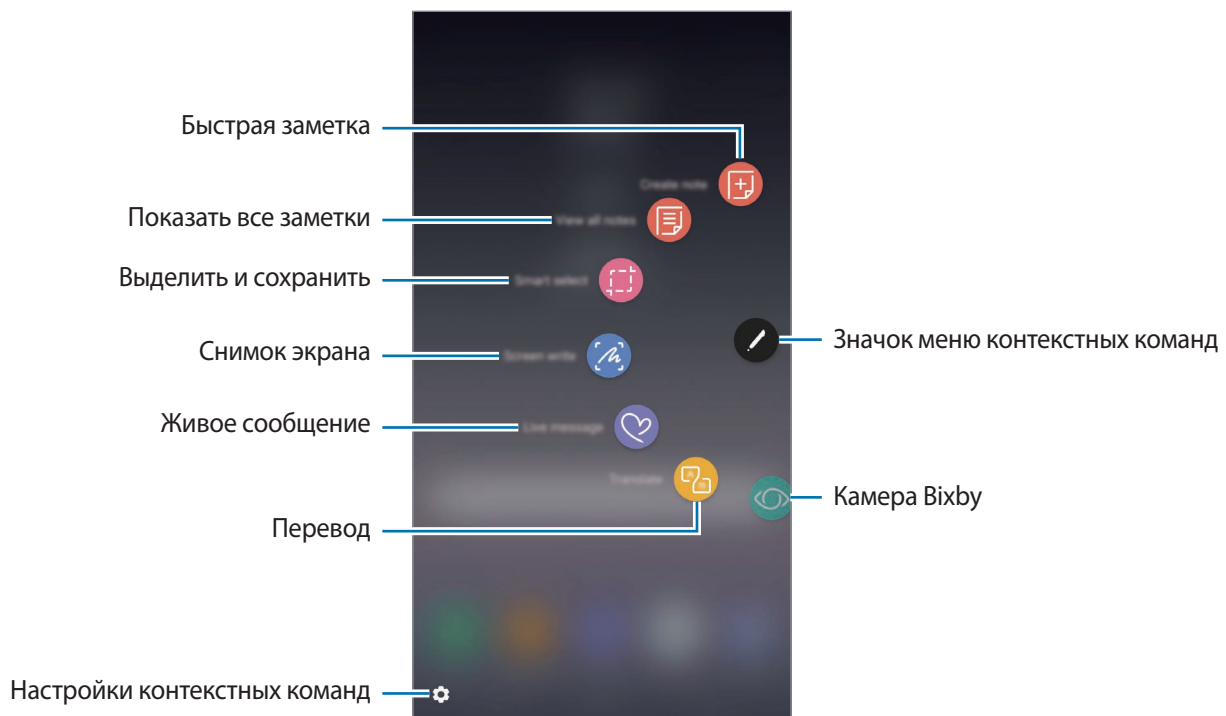 Быстрая заметка
Create note
Показать все заметки
View all notes
Выделить и сохранить
Smart select
Значок меню контекстных команд
Снимок экрана
Screen write
Живое сообщение
Live message
Translate
Камера Bixby
Перевод
Настройки контекстных команд